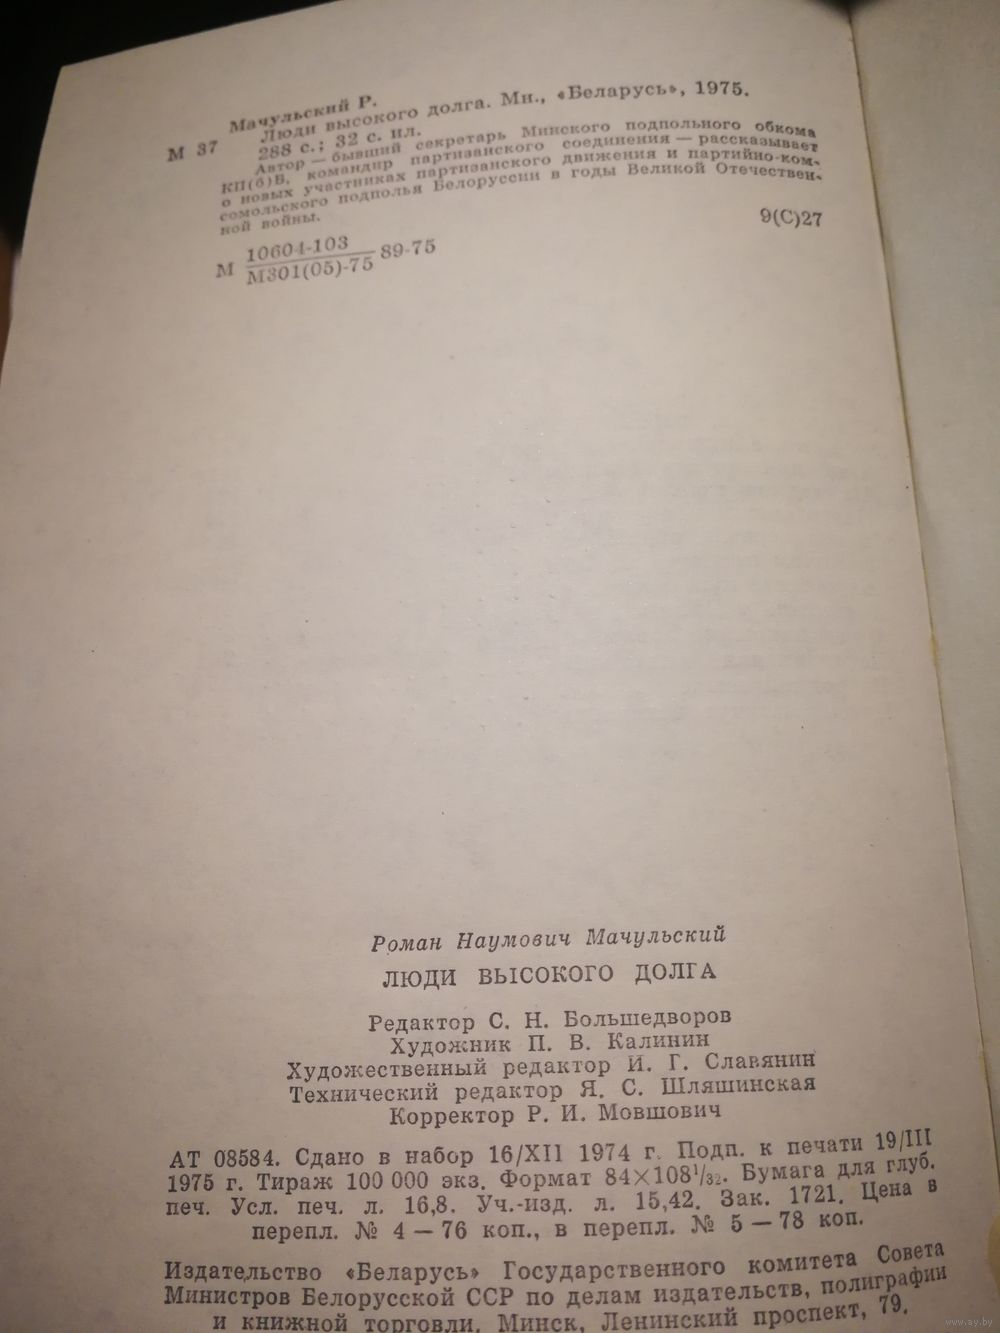 Мачульский Р.
М 37 Люди высокого долга. Мн., «Беларусь», 1975.
288 с.; 32 с. ил.
Автор — бывший секретарь Минского подпольного обкома
КП(б)Б, командир партизанского соединения — рассказывает
о новых участниках партизанского движения и партийно-ком-
сомольского подполья Белоруссии в годы Великой Отечествен-
ной войны.
9(С)27
М 10604-103 89-75
М301(05)-75
Роман Наумович Мачульский
ЛЮДИ ВЫСОКОГО ДОЛГА
Редактор С. Н. Большедворов
Художник П. В. Калинин
Художественный редактор И. Г. Славянин
Технический редактор Я. С. Шляшинская
Корректор Р. И. Мовшович
АТ 08584. Сдано в набор 16/XII 1974 г. Подп. к печати 19/III
1975 г. Тираж 100 000 экз. Формат 84×108¹/₃₂. Бумага для глуб.
печ. Усл. печ. л. 16,8. Уч.-изд. л. 15,42. Зак. 1721. Цена в
перепл. № 4 — 76 коп., в перепл. № 5 — 78 коп.
Издательство «Беларусь» Государственного комитета Совета
Министров Белорусской ССР по делам издательств, полиграфии
и книжной торговли. Минск, Ленинский проспект, 79.
www.ay.by